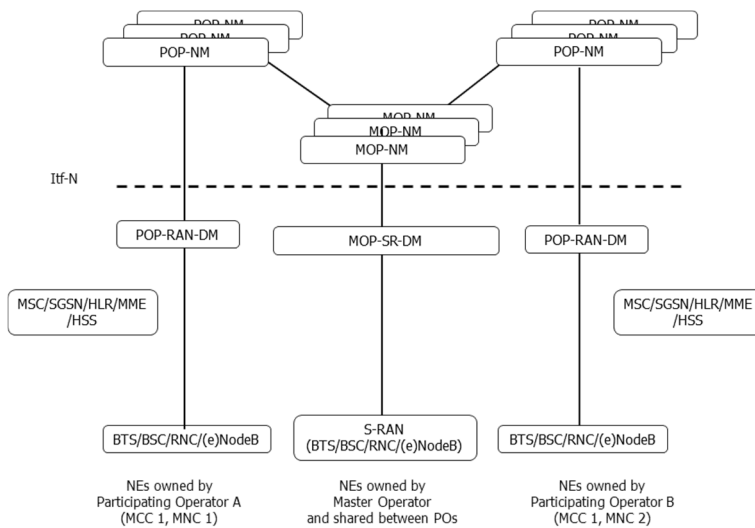 POP-NM
POP-NM
POP-NM
POP-NM
POP-NM
POP-NM
MOP-NM
MOP-NM
MOP-NM
Itf-N
POP-RAN-DM
MOP-SR-DM
POP-RAN-DM
MSC/SGSN/HLR/MME
/HSS
MSC/SGSN/HLR/MME
/HSS
BTS/BSC/RNC/(e)NodeB
S-RAN
(BTS/BSC/RNC/(e)NodeB)
BTS/BSC/RNC/(e)NodeB
NEs owned by
Participating Operator A
(MCC 1, MNC 1)
NEs owned by
Master Operator
and shared between POs
NEs owned by
Participating Operator B
(MCC 1, MNC 2)